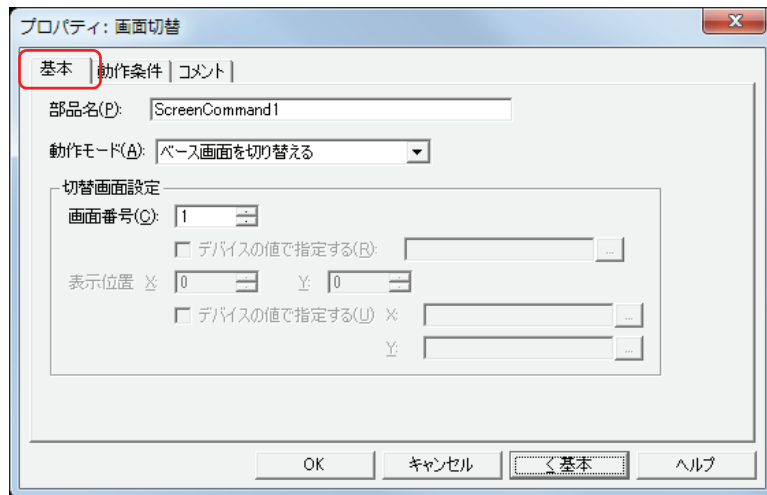 プロパティ: 画面切替
基本 動作条件 コメント
部品名(P): ScreenCommand1
動作モード(A): ベース画面を切り替える
切替画面設定
画面番号(C): 1
デバイスの値で指定する(R): ...
表示位置 X: 0 Y: 0
デバイスの値で指定する(U) X: ...
Y: ...
OK キャンセル < 基本 ヘルプ